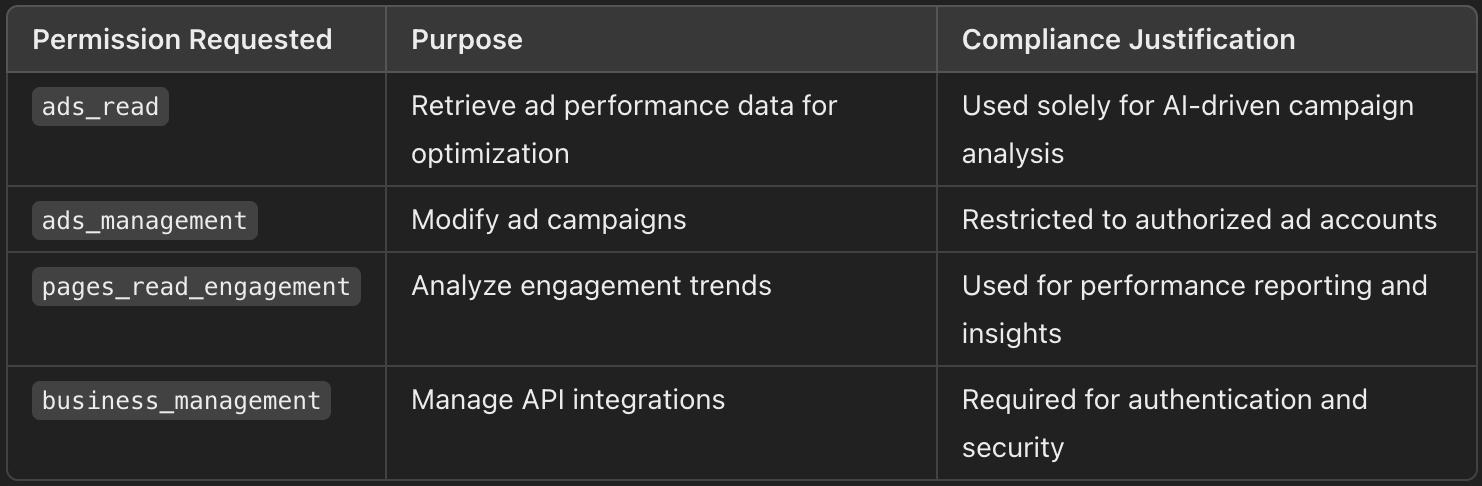 Permission Requested Purpose Compliance Justification
ads_read Retrieve ad performance data for Used solely for AI-driven campaign
optimization analysis
ads_management Modify ad campaigns Restricted to authorized ad accounts
pages_read_engagement Analyze engagement trends Used for performance reporting and
insights
business_management Manage API integrations Required for authentication and
security